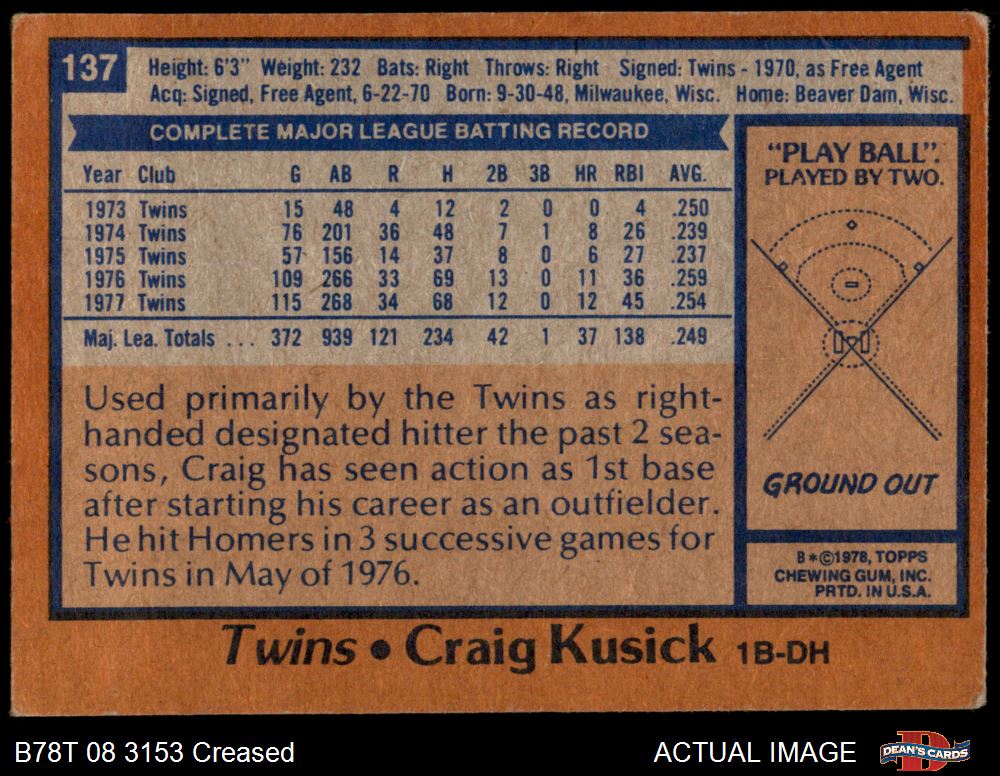 137
Height: 6'3" Weight: 232 Bats: Right Throws: Right Signed: Twins - 1970, as Free Agent
Acq: Signed, Free Agent, 6-22-70 Born: 9-30-48, Milwaukee, Wisc. Home: Beaver Dam, Wisc.
COMPLETE MAJOR LEAGUE BATTING RECORD
Year Club G AB R H 2B 3B HR RBI AVG.
1973 Twins 15 48 4 12 2 0 0 4 .250
1974 Twins 76 201 36 48 7 1 8 26 .239
1975 Twins 57 156 14 37 8 0 6 27 .237
1976 Twins 109 266 33 69 13 0 11 36 .259
1977 Twins 115 268 34 68 12 0 12 45 .254
Maj. Lea. Totals ... 372 939 121 234 42 1 37 138 .249
Used primarily by the Twins as right-
handed designated hitter the past 2 sea-
sons, Craig has seen action as 1st base
after starting his career as an outfielder.
He hit Homers in 3 successive games for
Twins in May of 1976.
"PLAY BALL".
PLAYED BY TWO.
GROUND OUT
B*©1978, TOPPS
CHEWING GUM, INC.
PRTD. IN U.S.A.
Twins • Craig Kusick 1B-DH
B78T 08 3153 Creased
ACTUAL IMAGE
DEAN'S CARDS